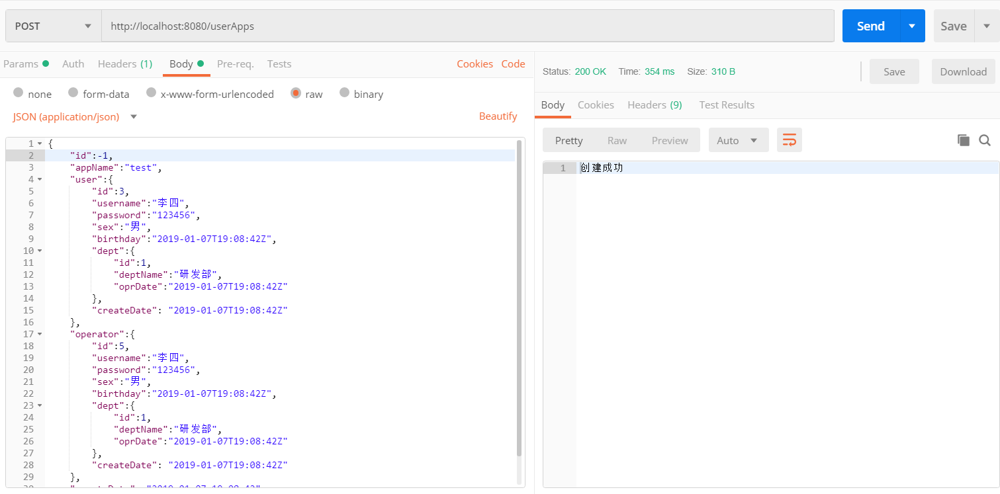 POST http://localhost:8080/userApps Send Save
Params Auth Headers (1) Body Pre-req. Tests Cookies Code
none form-data x-www-form-urlencoded raw binary
JSON (application/json) Beautify
1 {
2 "id":-1,
3 "appName":"test",
4 "user":{
5 "id":3,
6 "username":"李四",
7 "password":"123456",
8 "sex":"男",
9 "birthday":"2019-01-07T19:08:42Z",
10 "dept":{
11 "id":1,
12 "deptName":"研发部",
13 "oprDate":"2019-01-07T19:08:42Z"
14 },
15 "createDate": "2019-01-07T19:08:42Z"
16 },
17 "operator":{
18 "id":5,
19 "username":"李四",
20 "password":"123456",
21 "sex":"男",
22 "birthday":"2019-01-07T19:08:42Z",
23 "dept":{
24 "id":1,
25 "deptName":"研发部",
26 "oprDate":"2019-01-07T19:08:42Z"
27 },
28 "createDate": "2019-01-07T19:08:42Z"
29 },
Status: 200 OK Time: 354 ms Size: 310 B Save Download
Body Cookies Headers (9) Test Results
Pretty Raw Preview Auto
1 创建成功